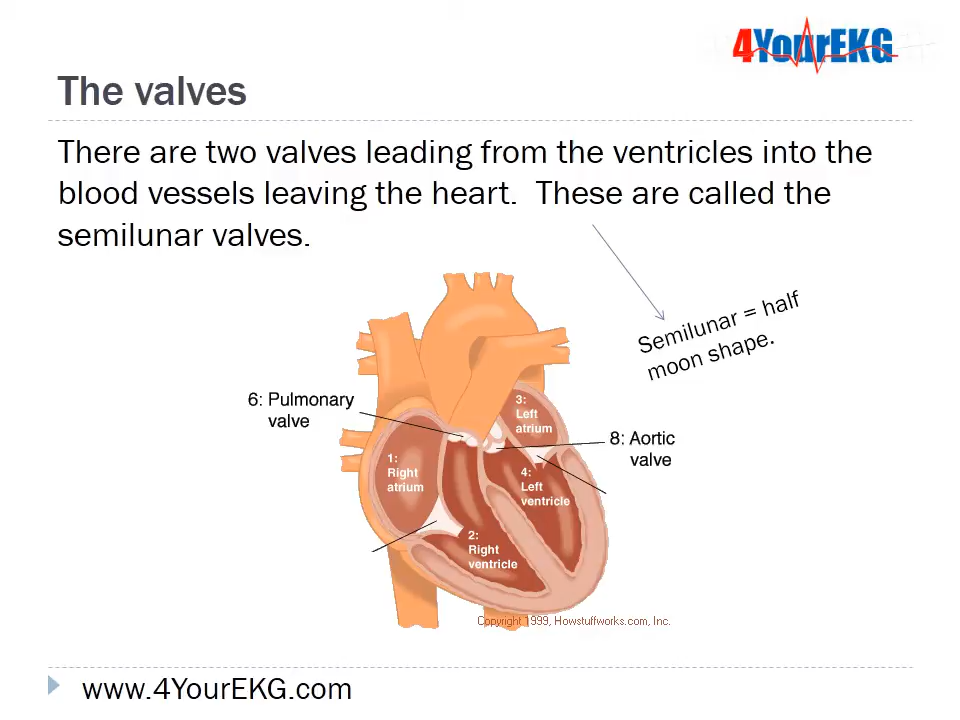 4YourEKG
The valves
There are two valves leading from the ventricles into the
blood vessels leaving the heart.  These are called the
semilunar valves.
Semilunar = half
moon shape.
6: Pulmonary
valve
3:
Left
atrium
8: Aortic
valve
1:
Right
atrium
4:
Left
ventricle
2:
Right
ventricle
Copyright 1999, Howstuffworks.com, Inc.
www.4YourEKG.com